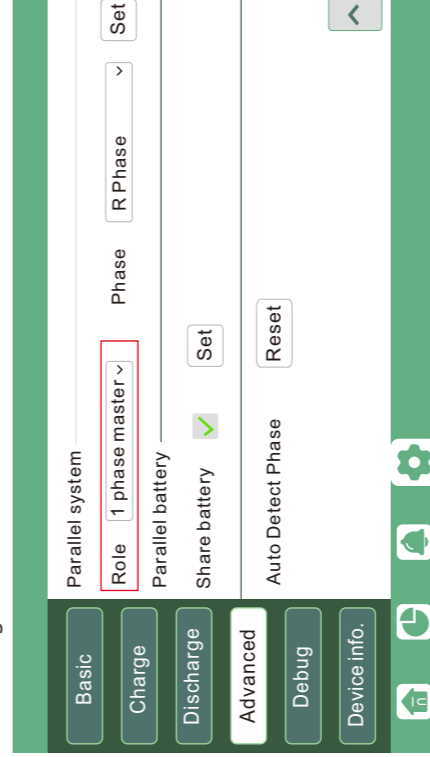 Basic
Charge
Discharge
Advanced
Debug
Device info.
Parallel system
Role 1 phase master Phase R Phase Set
Parallel battery
Share battery Set
Auto Detect Phase Reset